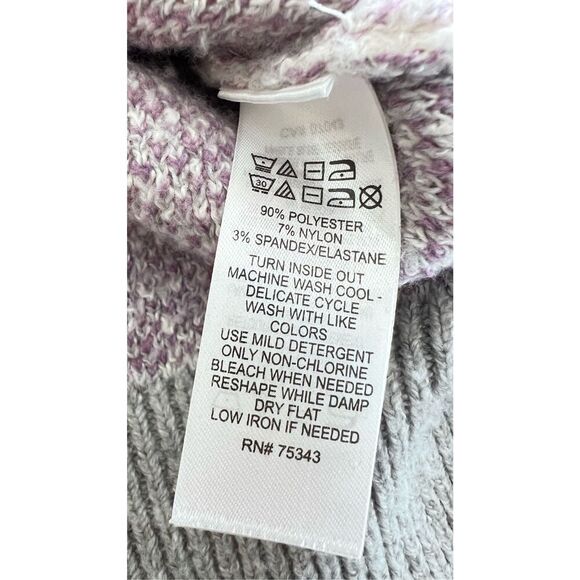 30
90% POLYESTER
7% NYLON
3% SPANDEX/ELASTANE
TURN INSIDE OUT
MACHINE WASH COOL -
DELICATE CYCLE
WASH WITH LIKE
COLORS
USE MILD DETERGENT
ONLY NON-CHLORINE
BLEACH WHEN NEEDED
RESHAPE WHILE DAMP
DRY FLAT
LOW IRON IF NEEDED
RN# 75343